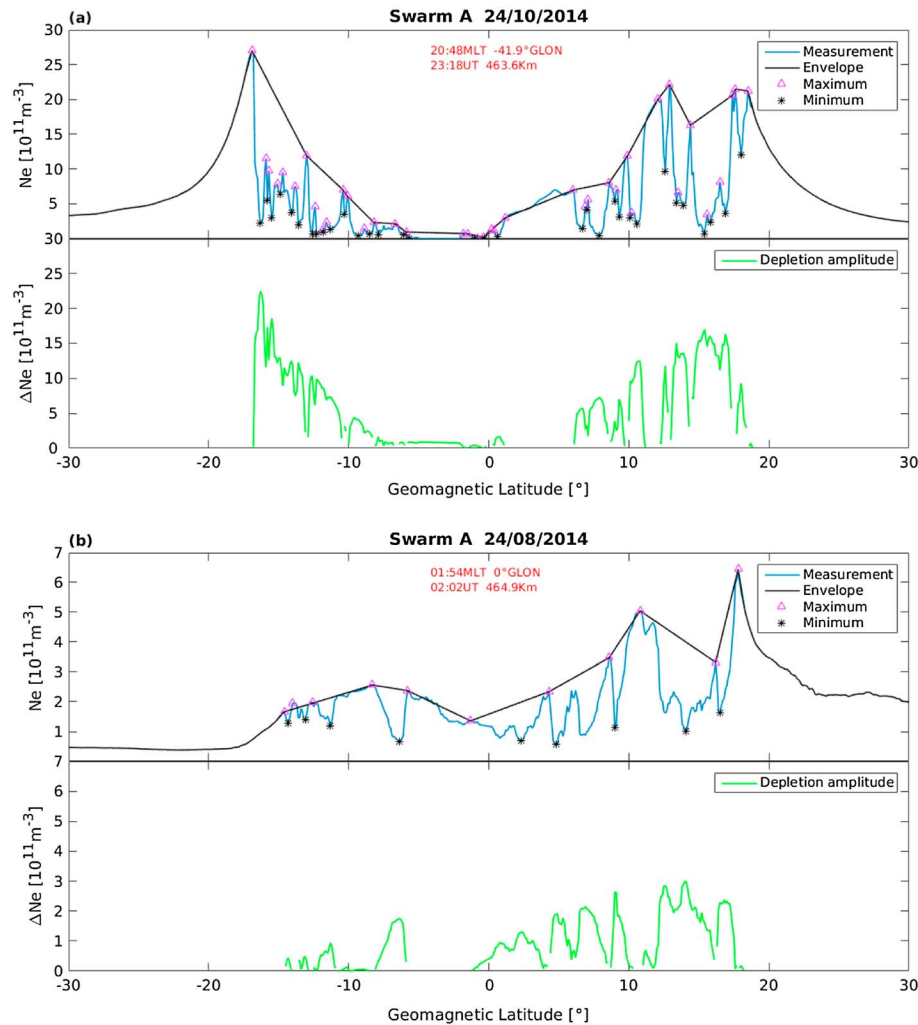 (a) Swarm A 24/10/2014
20:48MLT -41.9°GLON
23:18UT 463.6Km
Measurement
Envelope
Maximum
Minimum
Ne [10¹¹m⁻³]
30
25
20
15
10
5
30
Depletion amplitude
ΔNe [10¹¹m⁻³]
25
20
15
10
5
0
-30 -20 -10 0 10 20 30
Geomagnetic Latitude [°]
(b) Swarm A 24/08/2014
01:54MLT 0°GLON
02:02UT 464.9Km
Measurement
Envelope
Maximum
Minimum
Ne [10¹¹m⁻³]
7
6
5
4
3
2
1
7
Depletion amplitude
ΔNe [10¹¹m⁻³]
6
5
4
3
2
1
0
-30 -20 -10 0 10 20 30
Geomagnetic Latitude [°]